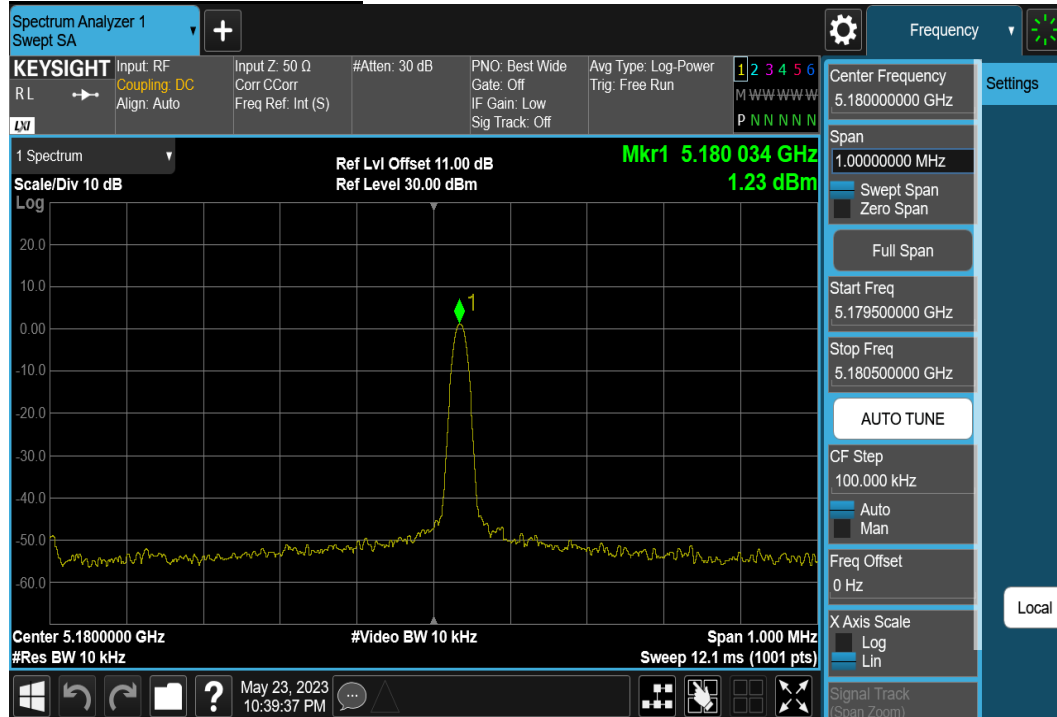 Spectrum Analyzer 1
Swept SA
+
Frequency
KEYSIGHT
RL
LXI
Input: RF
Coupling: DC
Align: Auto
Input Z: 50 Ω
Corr CCorr
Freq Ref: Int (S)
#Atten: 30 dB
PNO: Best Wide
Gate: Off
IF Gain: Low
Sig Track: Off
Avg Type: Log-Power
Trig: Free Run
1 2 3 4 5 6
M W W W W W
P N N N N N
1 Spectrum
Scale/Div 10 dB
Log
Ref Lvl Offset 11.00 dB
Ref Level 30.00 dBm
Mkr1 5.180 034 GHz
1.23 dBm
1
20.0
10.0
0.00
-10.0
-20.0
-30.0
-40.0
-50.0
-60.0
Center 5.1800000 GHz
#Video BW 10 kHz
Span 1.000 MHz
#Res BW 10 kHz
Sweep 12.1 ms (1001 pts)
Center Frequency
5.180000000 GHz
Span
1.00000000 MHz
Swept Span
Zero Span
Full Span
Start Freq
5.179500000 GHz
Stop Freq
5.180500000 GHz
AUTO TUNE
CF Step
100.000 kHz
Auto
Man
Freq Offset
0 Hz
X Axis Scale
Log
Lin
Signal Track
(Span Zoom)
Settings
Local
?
May 23, 2023
10:39:37 PM